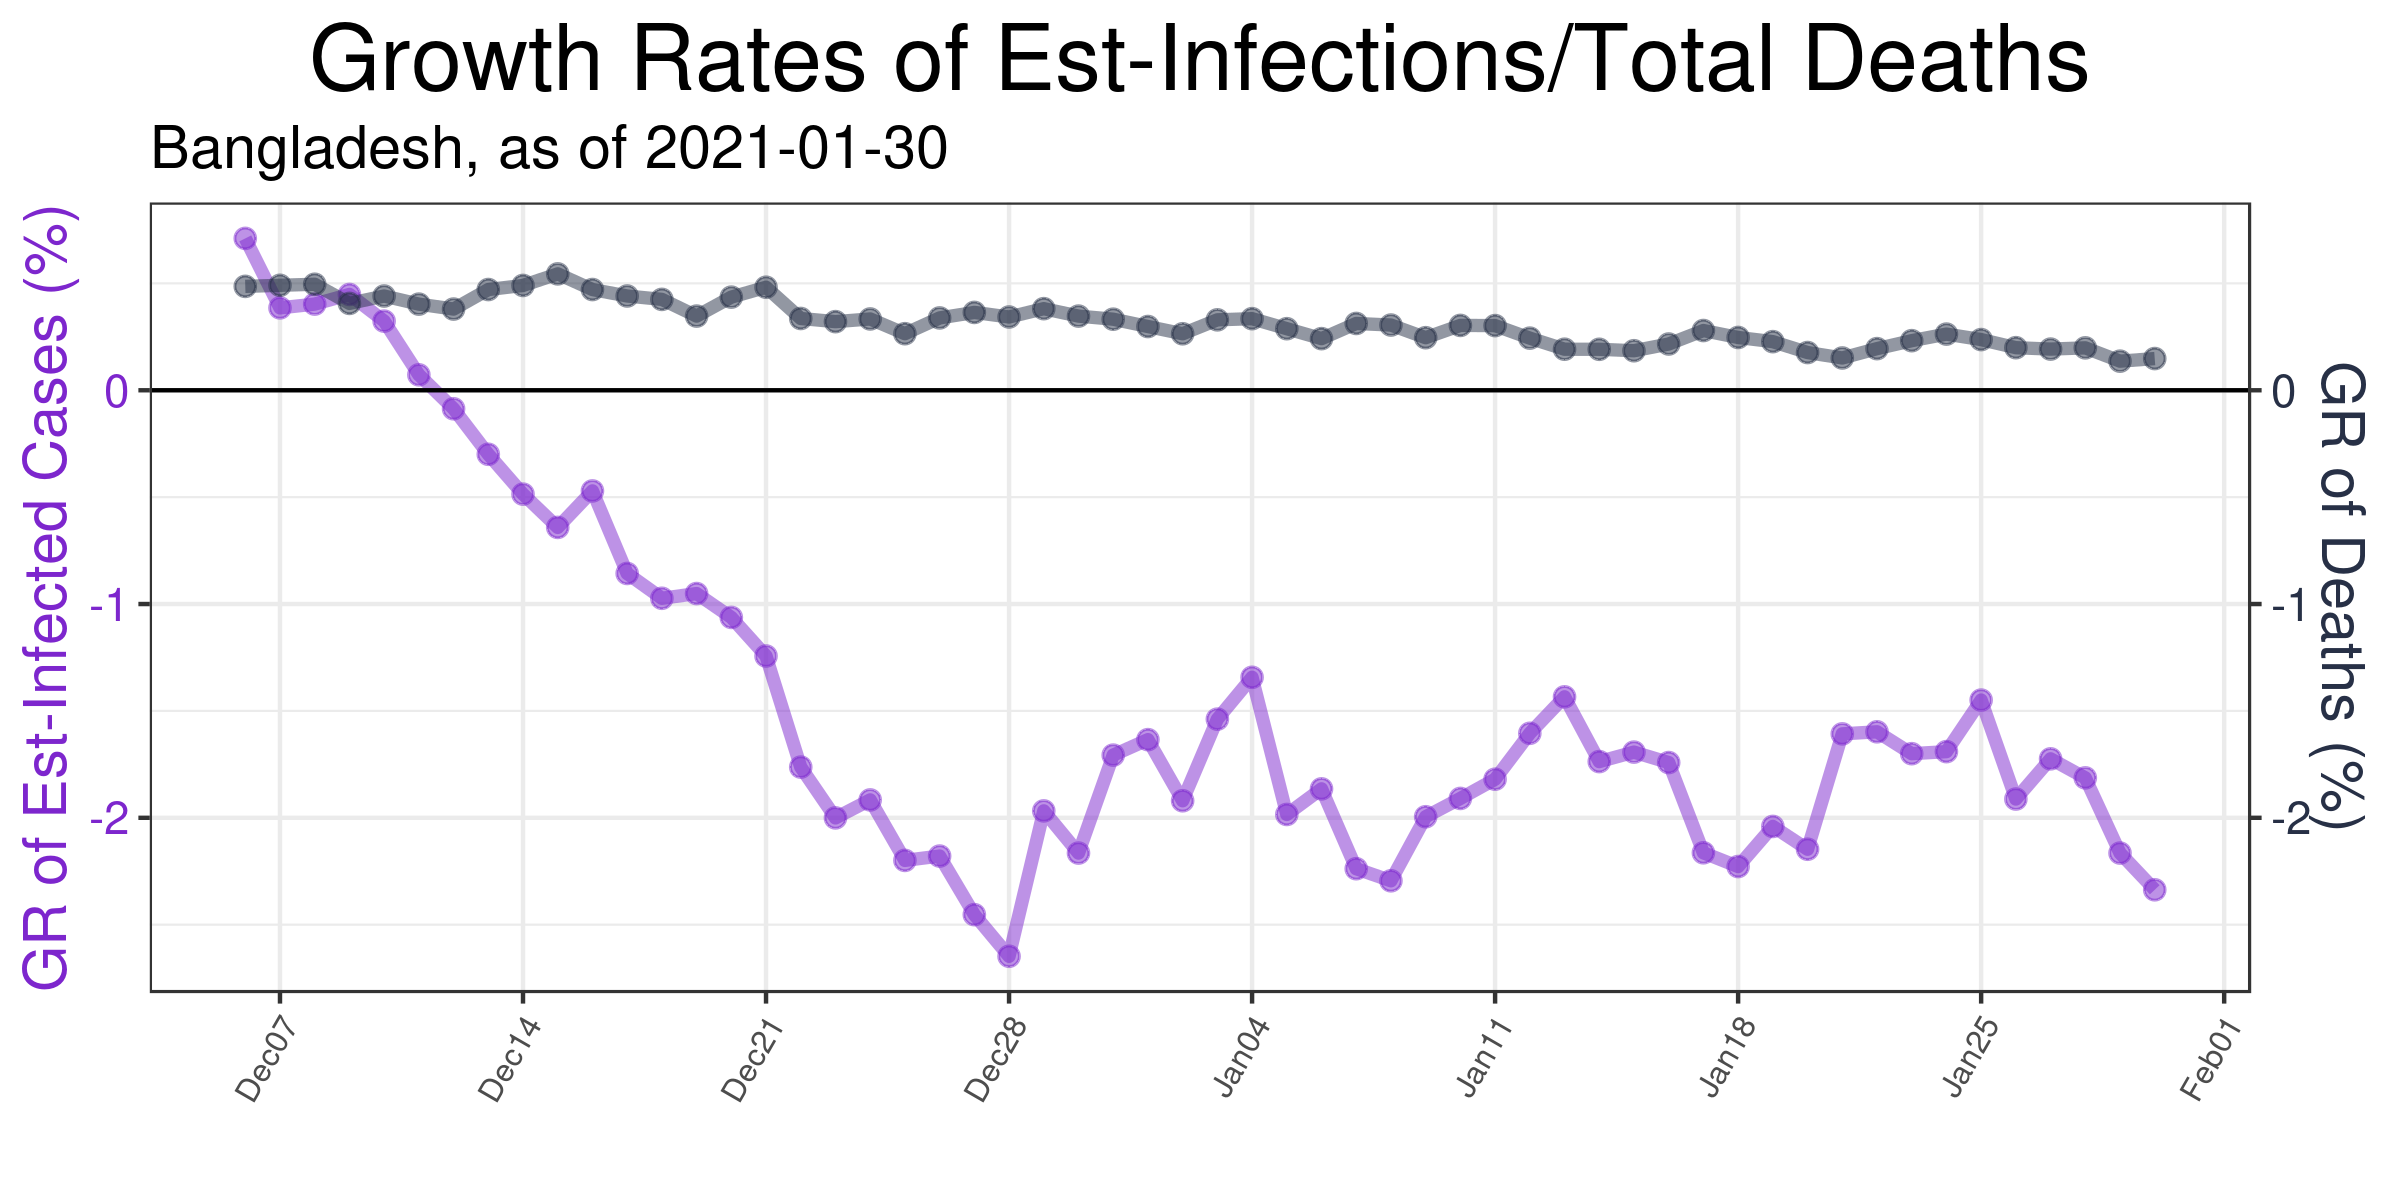 Growth Rates of Est-Infections/Total Deaths
Bangladesh, as of 2021-01-30
GR of Est-Infected Cases (%)
0
-1
-2
0
-1
-2
GR of Deaths (%)
Dec07
Dec14
Dec21
Dec28
Jan04
Jan11
Jan18
Jan25
Feb01